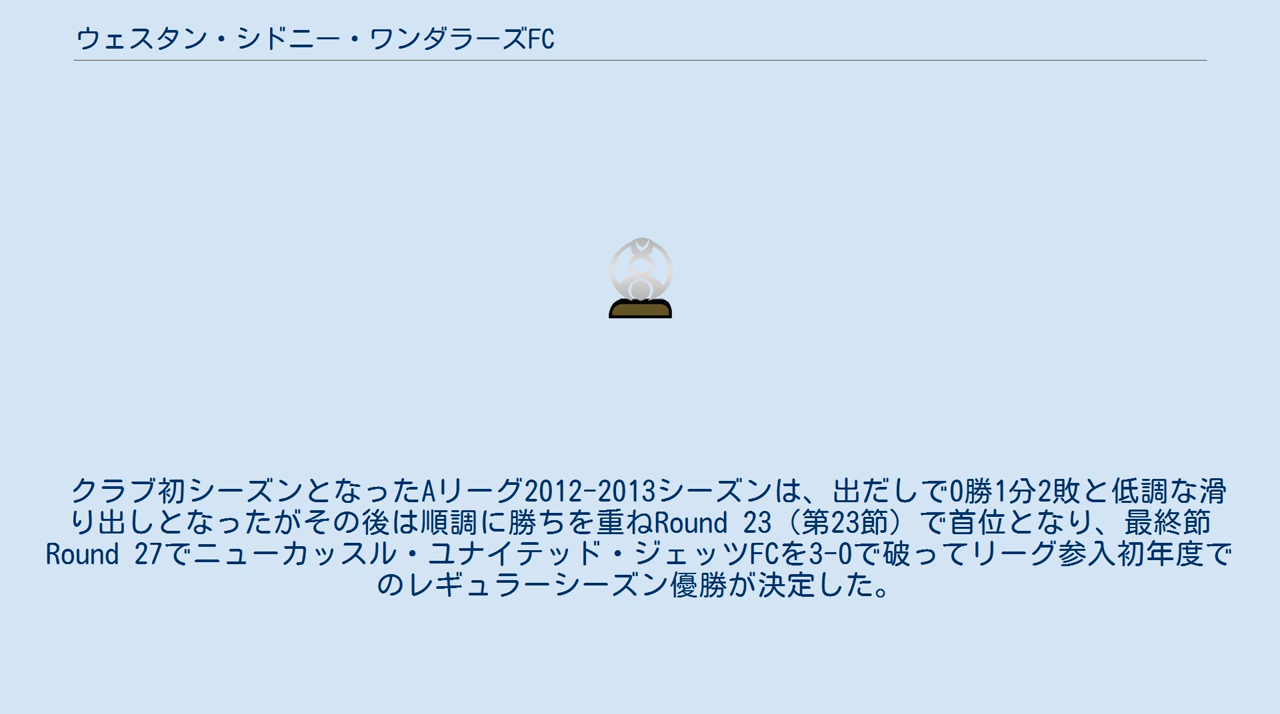 ウェスタン・シドニー・ワンダラーズFC
クラブ初シーズンとなったAリーグ2012-2013シーズンは、出だしで0勝1分2敗と低調な滑
り出しとなったがその後は順調に勝ちを重ねRound 23（第23節）で首位となり、最終節
Round 27でニューカッスル・ユナイテッド・ジェッツFCを3-0で破ってリーグ参入初年度で
のレギュラーシーズン優勝が決定した。